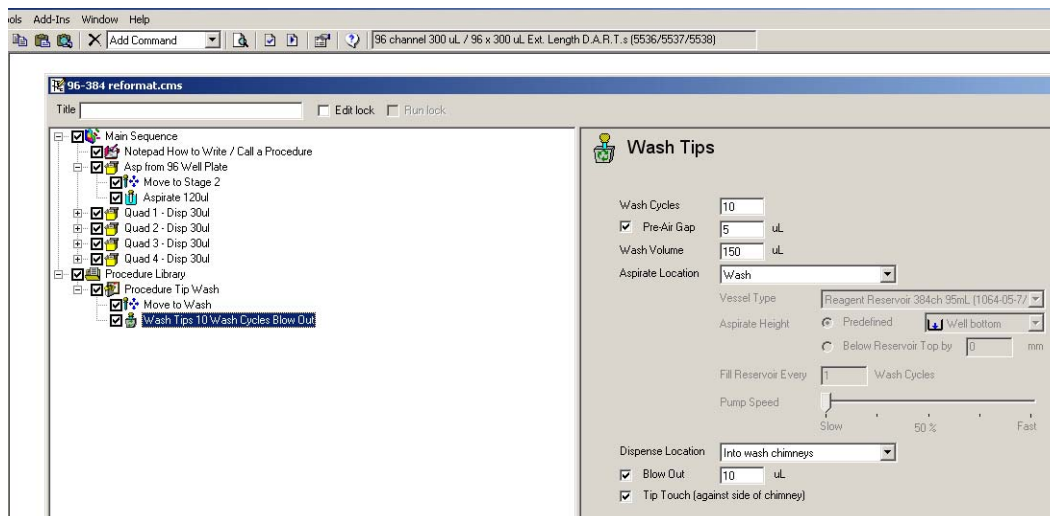 ools Add-Ins Window Help
Add Command 96 channel 300 uL / 96 x 300 uL Ext. Length D.A.R.T.s (5536/5537/5538)
96-384 reformat.cms
Title Edit lock Run lock
Main Sequence
Notepad How to Write / Call a Procedure
Asp from 96 Well Plate
Move to Stage 2
Aspirate 120ul
Quad 1 - Disp 30ul
Quad 2 - Disp 30ul
Quad 3 - Disp 30ul
Quad 4 - Disp 30ul
Procedure Library
Procedure Tip Wash
Move to Wash
Wash Tips 10 Wash Cycles Blow Out
Wash Tips
Wash Cycles 10
Pre-Air Gap 5 uL
Wash Volume 150 uL
Aspirate Location Wash
Vessel Type Reagent Reservoir 384ch 95mL (1064-05-7/
Aspirate Height Predefined Well bottom
Below Reservoir Top by 0 mm
Fill Reservoir Every 1 Wash Cycles
Pump Speed
Slow 50 % Fast
Dispense Location Into wash chimneys
Blow Out 10 uL
Tip Touch (against side of chimney)